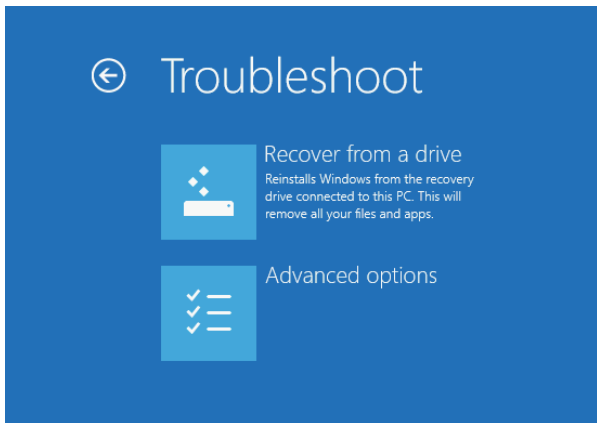 Troubleshoot
Recover from a drive
Reinstalls Windows from the recovery
drive connected to this PC. This will
remove all your files and apps.
Advanced options